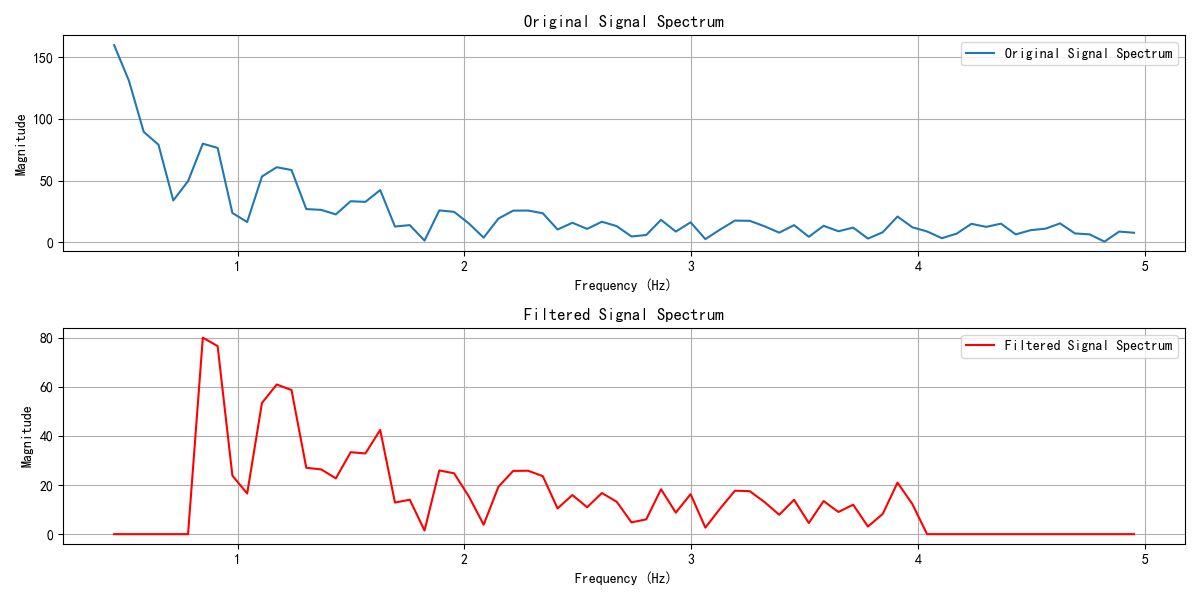 Original Signal Spectrum
Original Signal Spectrum
150
100
50
0
Magnitude
1 2 3 4 5
Frequency (Hz)
Filtered Signal Spectrum
Filtered Signal Spectrum
80
60
40
20
0
Magnitude
1 2 3 4 5
Frequency (Hz)